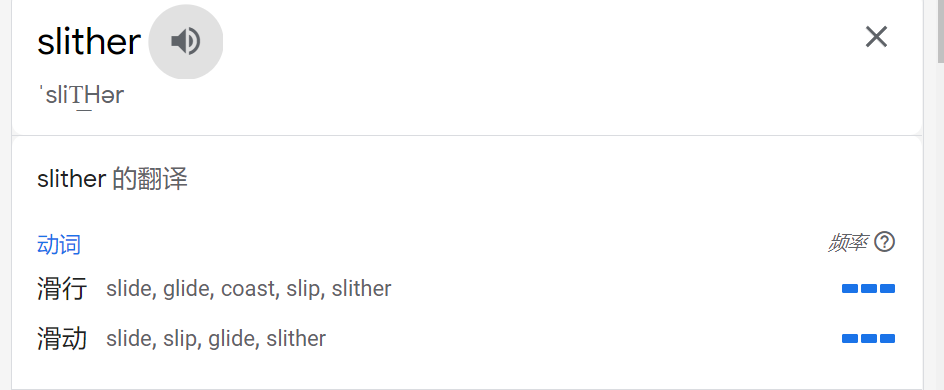 slither
ˈsliT͟Hər
slither 的翻译
动词 频率
滑行 slide, glide, coast, slip, slither
滑动 slide, slip, glide, slither